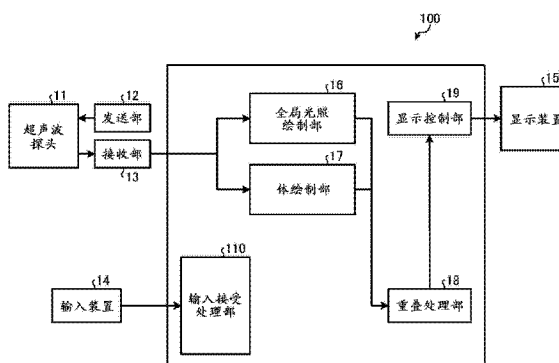 100
11
超声波
探头
12
发送部
接收部
13
16
全局光照
绘制部
17
体绘制部
19
显示控制部
15
显示装置
14
输入装置
110
输入接受
处理部
18
重叠处理部